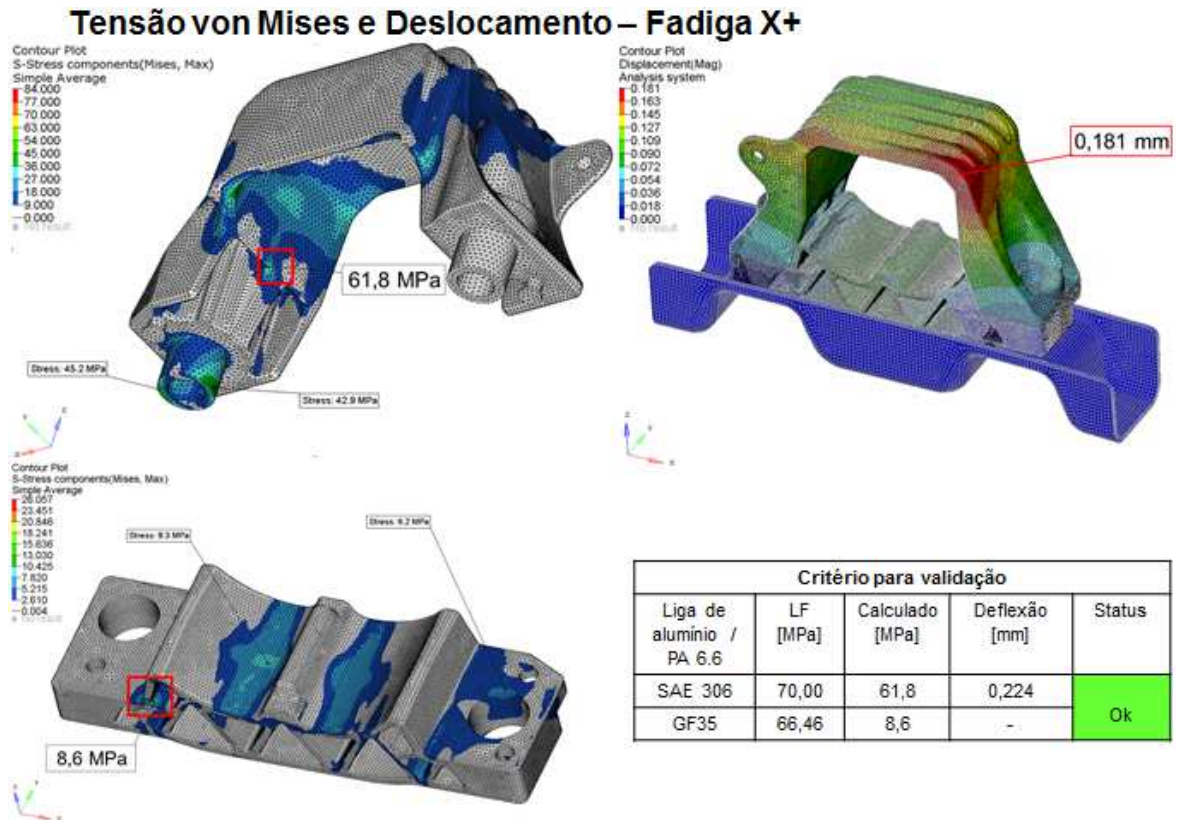 Tensão von Mises e Deslocamento – Fadiga X+
Contour Plot
S-Stress components(Mises, Max)
Simple Average
84.000
77.000
70.000
63.000
54.000
45.000
36.000
27.000
18.000
9.000
0.000
No result
61,8 MPa
Stress: 45.2 MPa
Stress: 42.9 MPa
Contour Plot
Displacement(Mag)
Analysis system
0.181
0.163
0.145
0.127
0.109
0.090
0.072
0.054
0.036
0.018
0.000
No result
0,181 mm
Contour Plot
S-Stress components(Mises, Max)
Simple Average
26.057
23.451
20.846
18.241
15.636
13.030
10.425
7.820
5.215
2.610
0.004
No result
Stress: 8.3 MPa
Stress: 6.2 MPa
8,6 MPa
Critério para validação
Liga de alumínio / PA 6.6
LF [MPa]
Calculado [MPa]
Deflexão [mm]
Status
SAE 306 70,00 61,8 0,224
Ok
GF35 66,46 8,6 -